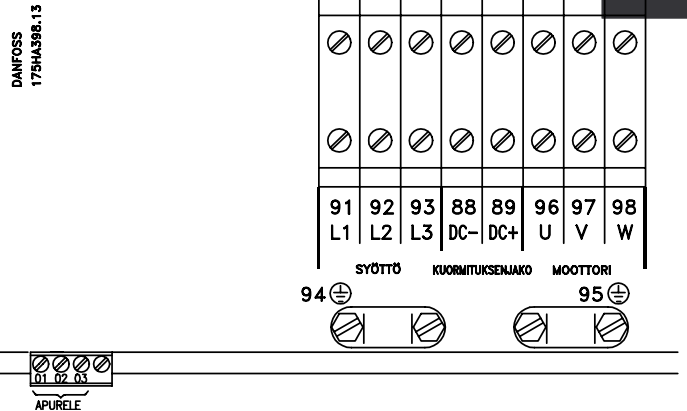 DANFOSS
175HA398.13
91 92 93 88 89 96 97 98
L1 L2 L3 DC- DC+ U V W
SYÖTTÖ KUORMITUKSENJAKO MOOTTORI
94 95
01 02 03
APURELE